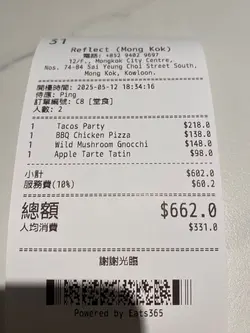 51
Reflect (Mong Kok)
電話: +852 9402 9697
12/F., Mongkok City Centre,
Nos. 74-84 Sai Yeung Choi Street South,
Mong Kok, Kowloon.
開檯時間: 2025-05-12 18:34:16
侍應: Ping
訂單編號: C8 [堂食]
人數: 2
1 Tacos Party $218.0
1 BBQ Chicken Pizza $138.0
1 Wild Mushroom Gnocchi $148.0
1 Apple Tarte Tatin $98.0
小計 $602.0
服務費(10%) $60.2
總額 $662.0
人均消費 $331.0
謝謝光臨
Powered by Eats365